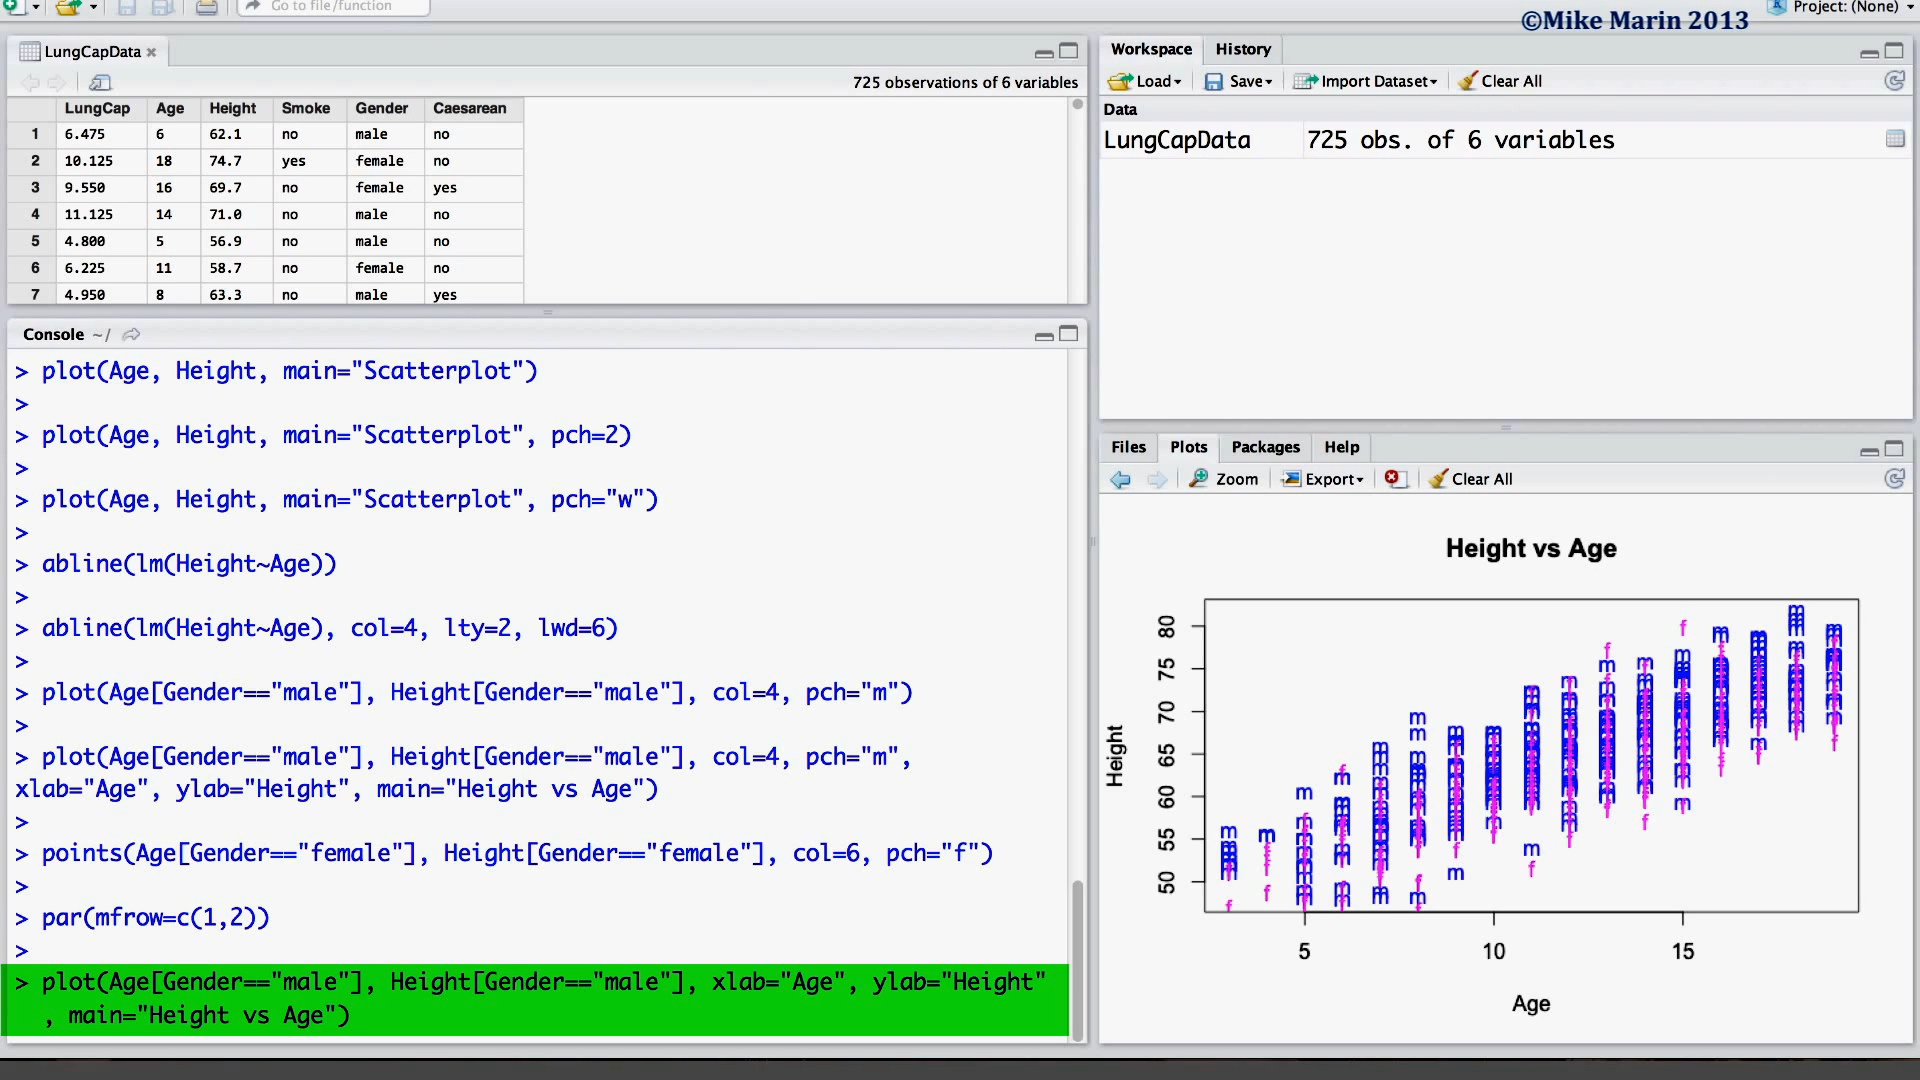 Go to file/function
Project: (None)
©Mike Marin 2013
LungCapData
725 observations of 6 variables
LungCap Age Height Smoke Gender Caesarean
1 6.475 6 62.1 no male no
2 10.125 18 74.7 yes female no
3 9.550 16 69.7 no female yes
4 11.125 14 71.0 no male no
5 4.800 5 56.9 no male no
6 6.225 11 58.7 no female no
7 4.950 8 63.3 no male yes
Console ~/
> plot(Age, Height, main="Scatterplot")
>
> plot(Age, Height, main="Scatterplot", pch=2)
>
> plot(Age, Height, main="Scatterplot", pch="w")
>
> abline(lm(Height~Age))
>
> abline(lm(Height~Age), col=4, lty=2, lwd=6)
>
> plot(Age[Gender=="male"], Height[Gender=="male"], col=4, pch="m")
>
> plot(Age[Gender=="male"], Height[Gender=="male"], col=4, pch="m",
xlab="Age", ylab="Height", main="Height vs Age")
>
> points(Age[Gender=="female"], Height[Gender=="female"], col=6, pch="f")
>
> par(mfrow=c(1,2))
>
> plot(Age[Gender=="male"], Height[Gender=="male"], xlab="Age", ylab="Height"
, main="Height vs Age")
Workspace History
Load Save Import Dataset Clear All
Data
LungCapData 725 obs. of 6 variables
Files Plots Packages Help
Zoom Export Clear All
Height vs Age
Height
80
75
70
65
60
55
50
5 10 15
Age